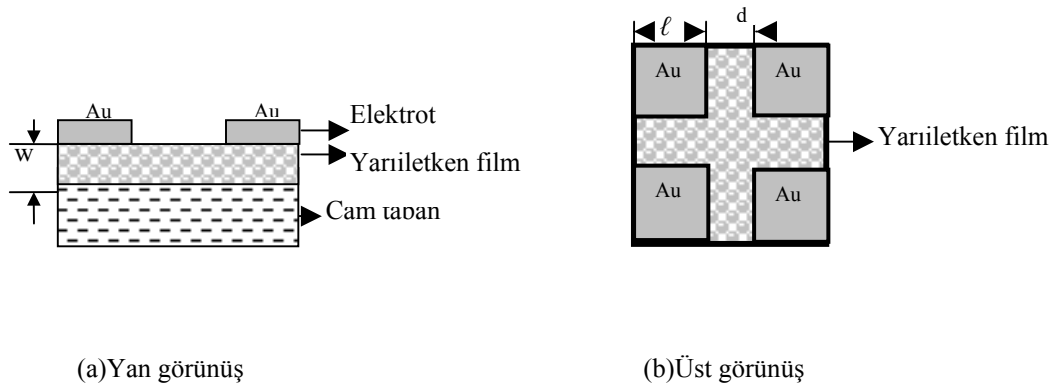 Au
Au
Elektrot
w
Yarıiletken film
Cam taban
(a)Yan görünüş
ℓ
d
Au
Au
Yarıiletken film
Au
Au
(b)Üst görünüş